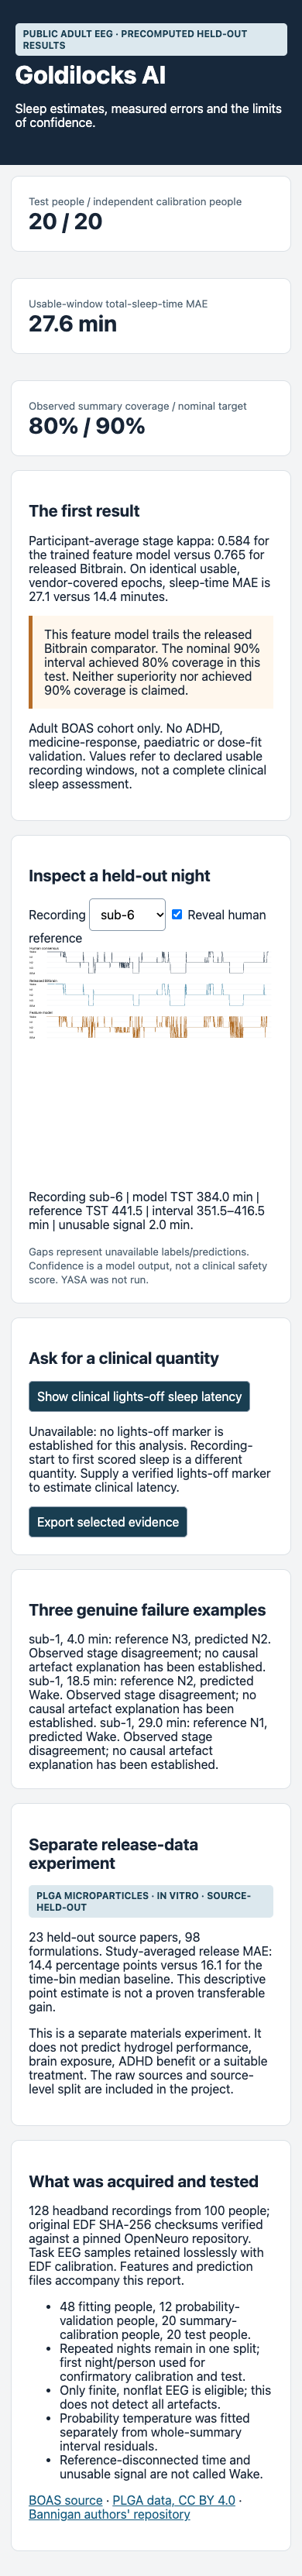 PUBLIC ADULT EEG · PRECOMPUTED HELD-OUT
RESULTS
Goldilocks AI
Sleep estimates, measured errors and the limits
of confidence.
Test people / independent calibration people
20 / 20
Usable-window total-sleep-time MAE
27.6 min
Observed summary coverage / nominal target
80% / 90%
The first result
Participant-average stage kappa: 0.584 for
the trained feature model versus 0.765 for
released Bitbrain. On identical usable,
vendor-covered epochs, sleep-time MAE is
27.1 versus 14.4 minutes.
This feature model trails the released
Bitbrain comparator. The nominal 90%
interval achieved 80% coverage in this
test. Neither superiority nor achieved
90% coverage is claimed.
Adult BOAS cohort only. No ADHD,
medicine-response, paediatric or dose-fit
validation. Values refer to declared usable
recording windows, not a complete clinical
sleep assessment.
Inspect a held-out night
Recording sub-6 Reveal human
reference
Human consensus
Released Bitbrain
Feature model
Recording sub-6 | model TST 384.0 min |
reference TST 441.5 | interval 351.5–416.5
min | unusable signal 2.0 min.
Gaps represent unavailable labels/predictions.
Confidence is a model output, not a clinical safety
score. YASA was not run.
Ask for a clinical quantity
Show clinical lights-off sleep latency
Unavailable: no lights-off marker is
established for this analysis. Recording-
start to first scored sleep is a different
quantity. Supply a verified lights-off marker
to estimate clinical latency.
Export selected evidence
Three genuine failure examples
sub-1, 4.0 min: reference N3, predicted N2.
Observed stage disagreement; no causal
artefact explanation has been established.
sub-1, 18.5 min: reference N2, predicted
Wake. Observed stage disagreement; no
causal artefact explanation has been
established. sub-1, 29.0 min: reference N1,
predicted Wake. Observed stage
disagreement; no causal artefact
explanation has been established.
Separate release-data
experiment
PLGA MICROPARTICLES · IN VITRO · SOURCE-
HELD-OUT
23 held-out source papers, 98
formulations. Study-averaged release MAE:
14.4 percentage points versus 16.1 for the
time-bin median baseline. This descriptive
point estimate is not a proven transferable
gain.
This is a separate materials experiment. It
does not predict hydrogel performance,
brain exposure, ADHD benefit or a suitable
treatment. The raw sources and source-
level split are included in the project.
What was acquired and tested
128 headband recordings from 100 people;
original EDF SHA-256 checksums verified
against a pinned OpenNeuro repository.
Task EEG samples retained losslessly with
EDF calibration. Features and prediction
files accompany this report.
• 48 fitting people, 12 probability-
validation people, 20 summary-
calibration people, 20 test people.
• Repeated nights remain in one split;
first night/person used for
confirmatory calibration and test.
• Only finite, nonflat EEG is eligible; this
does not detect all artefacts.
• Probability temperature was fitted
separately from whole-summary
interval residuals.
• Reference-disconnected time and
unusable signal are not called Wake.
BOAS source · PLGA data, CC BY 4.0 ·
Bannigan authors' repository